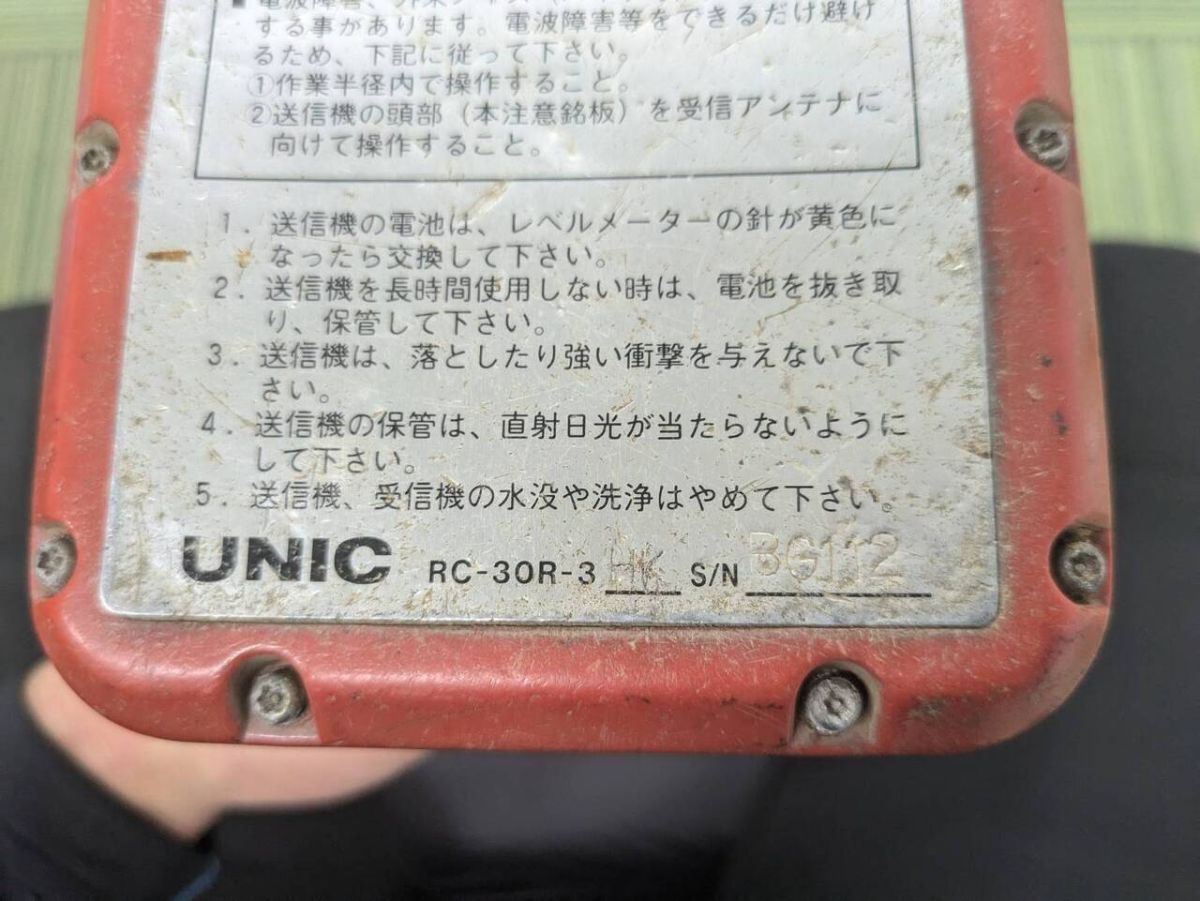 する事があります。電波障害等をできるだけ避け
るため、下記に従って下さい。
①作業半径内で操作すること。
②送信機の頭部（本注意銘板）を受信アンテナに
向けて操作すること。
1．送信機の電池は、レベルメーターの針が黄色に
なったら交換して下さい。
2．送信機を長時間使用しない時は、電池を抜き取
り、保管して下さい。
3．送信機は、落としたり強い衝撃を与えないで下
さい。
4．送信機の保管は、直射日光が当たらないように
して下さい。
5．送信機、受信機の水没や洗浄はやめて下さい。
UNIC RC-30R-3 HK S/N BG112